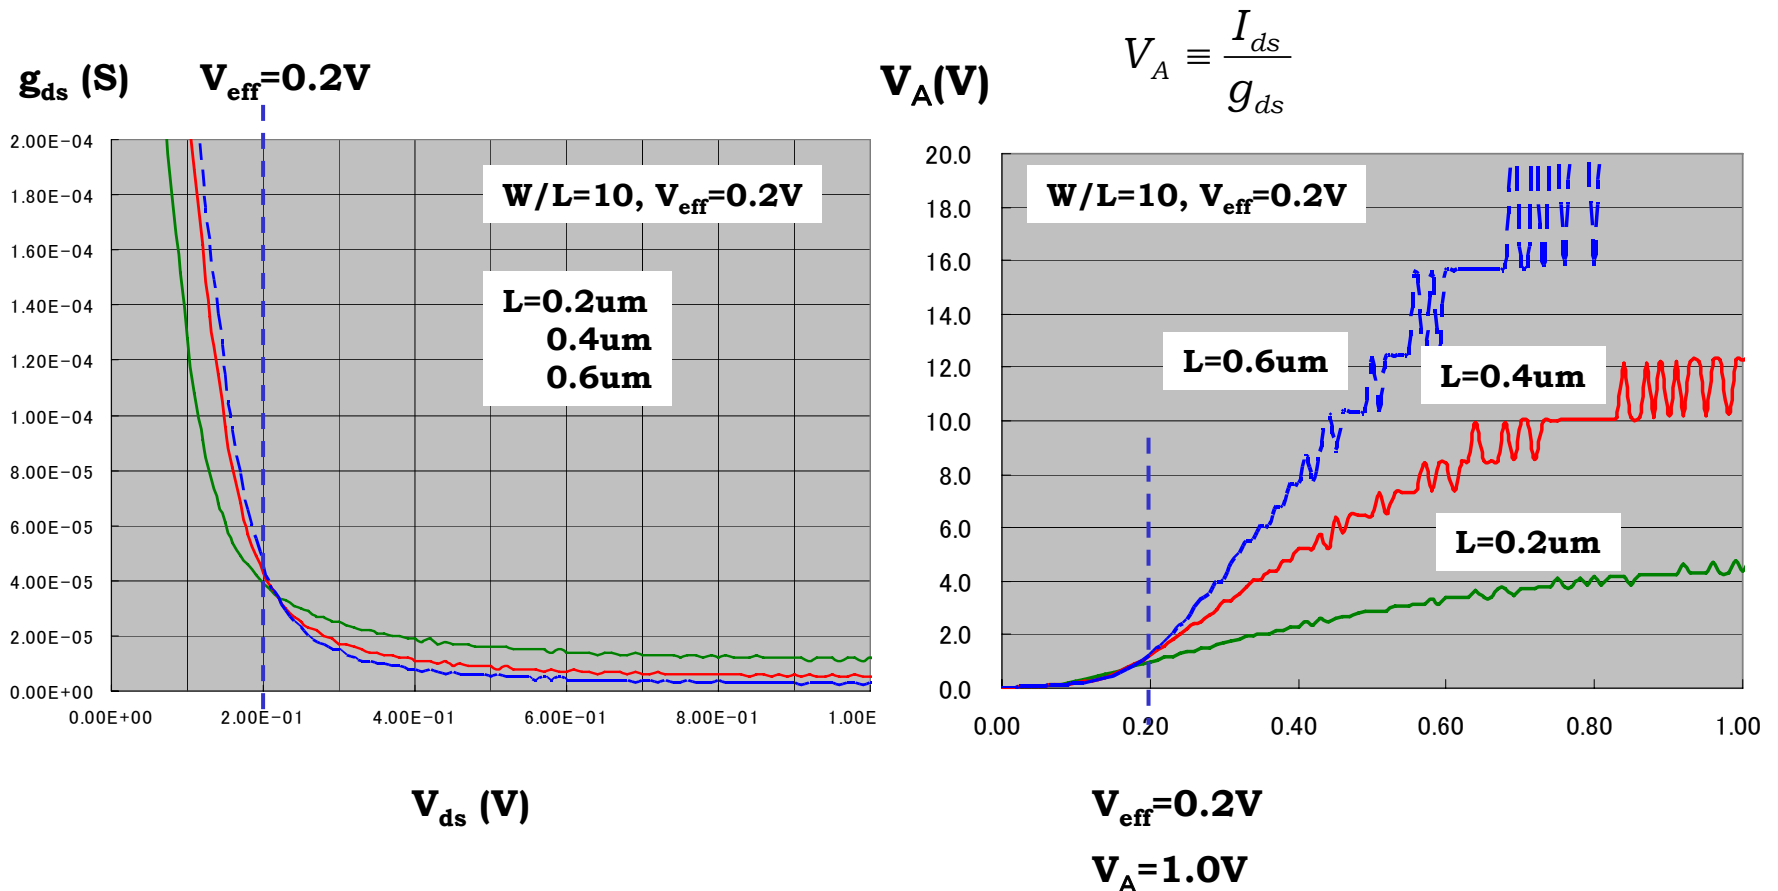 g_ds (S)
V_eff=0.2V
2.00E-04
1.80E-04
1.60E-04
1.40E-04
1.20E-04
1.00E-04
8.00E-05
6.00E-05
4.00E-05
2.00E-05
0.00E+00
W/L=10, V_eff=0.2V
L=0.2um
0.4um
0.6um
0.00E+00 2.00E-01 4.00E-01 6.00E-01 8.00E-01 1.00E
V_ds (V)
V_A ≡ I_ds / g_ds
V_A(V)
20.0
18.0
16.0
14.0
12.0
10.0
8.0
6.0
4.0
2.0
0.0
W/L=10, V_eff=0.2V
L=0.6um
L=0.4um
L=0.2um
0.00 0.20 0.40 0.60 0.80 1.00
V_eff=0.2V
V_A=1.0V